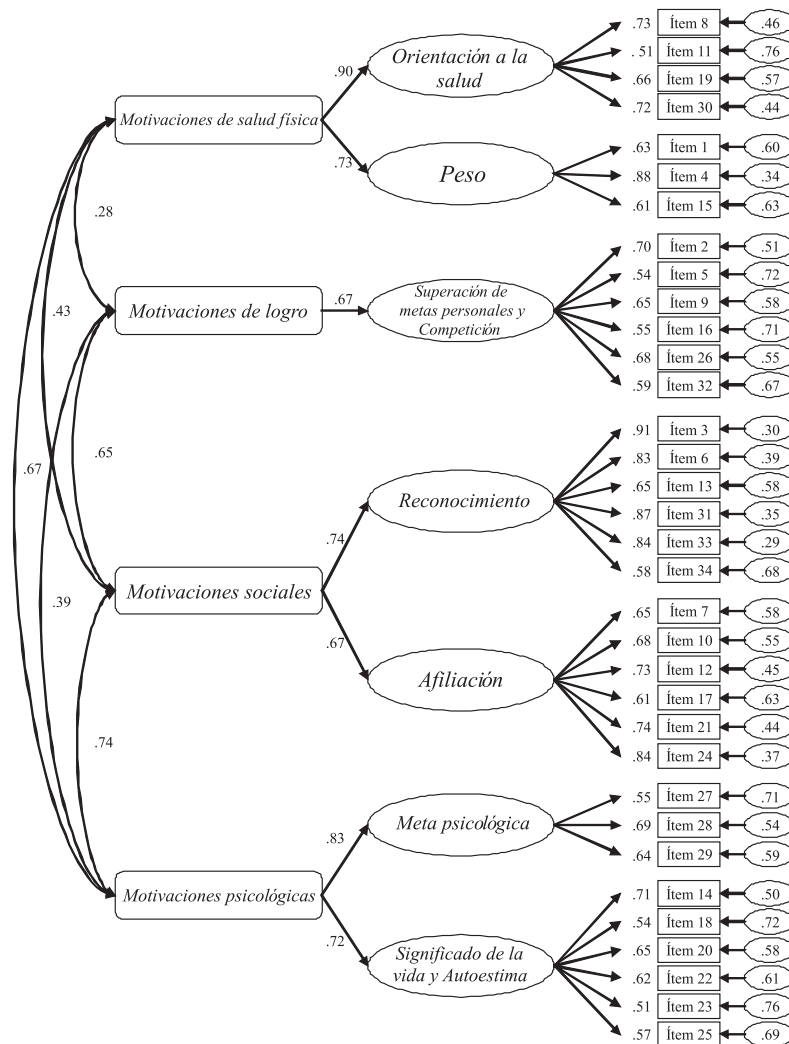 .73 Ítem 8 .46
.90 Orientación a la .51 Ítem 11 .76
salud .66 Ítem 19 .57
.72 Ítem 30 .44
Motivaciones de salud física
.73 Peso
.63 Ítem 1 .60
.88 Ítem 4 .34
.61 Ítem 15 .63
.28
.70 Ítem 2 .51
.54 Ítem 5 .72
.43 Motivaciones de logro .67 Superación de
metas personales y
Competición
.65 Ítem 9 .58
.55 Ítem 16 .71
.68 Ítem 26 .55
.59 Ítem 32 .67
.91 Ítem 3 .30
.83 Ítem 6 .39
.67 .65 Reconocimiento .65 Ítem 13 .58
.87 Ítem 31 .35
.74 .84 Ítem 33 .29
.58 Ítem 34 .68
.39 Motivaciones sociales
.67 .65 Ítem 7 .58
.68 Ítem 10 .55
Afiliación .73 Ítem 12 .45
.61 Ítem 17 .63
.74 .74 Ítem 21 .44
.84 Ítem 24 .37
.55 Ítem 27 .71
.83 Meta psicológica .69 Ítem 28 .54
.64 Ítem 29 .59
Motivaciones psicológicas
.71 Ítem 14 .50
.72 .54 Ítem 18 .72
Significado de la .65 Ítem 20 .58
vida y Autoestima .62 Ítem 22 .61
.51 Ítem 23 .76
.57 Ítem 25 .69